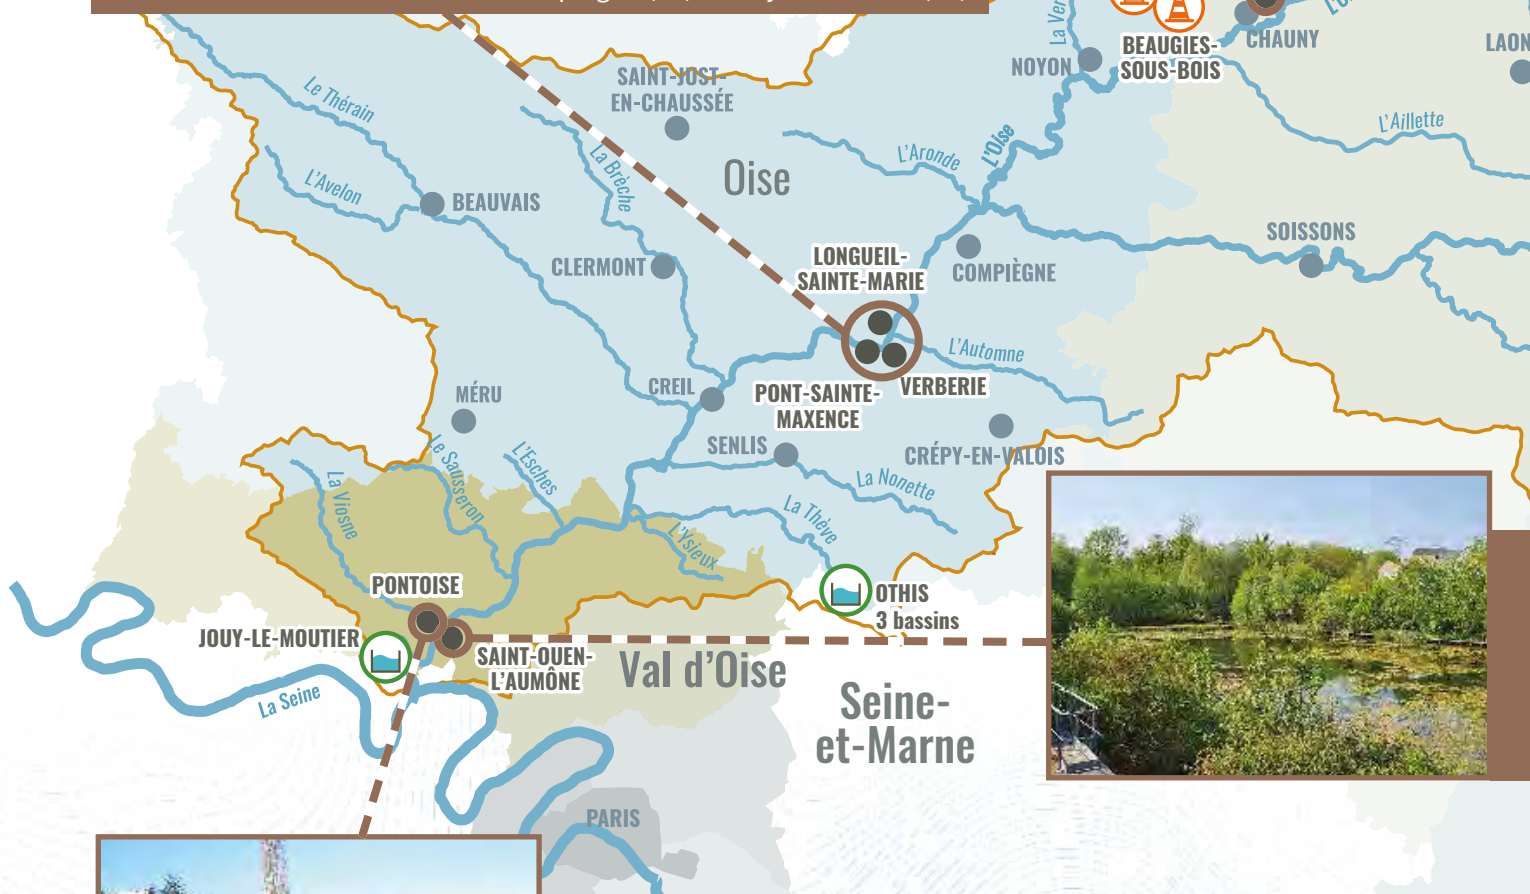 La Ver
BEAUGIES-
SOUS-BOIS
CHAUNY
LAON
NOYON
SAINT-JUST-
EN-CHAUSSÉE
Le Thérain
L'Aillette
L'Aronde
L'Oise
La Brèche
Oise
L'Avelon
BEAUVAIS
SOISSONS
CLERMONT
LONGUEIL-
SAINTE-MARIE
COMPIÈGNE
L'Automne
CREIL
PONT-SAINTE-
MAXENCE
VERBERIE
MÉRU
SENLIS
CRÉPY-EN-VALOIS
Le Sausseron
L'Esches
La Viosne
La Nonette
La Thève
L'Ysieux
PONTOISE
OTHIS
3 bassins
JOUY-LE-MOUTIER
SAINT-OUEN-
L'AUMÔNE
Val d'Oise
La Seine
Seine-
et-Marne
PARIS